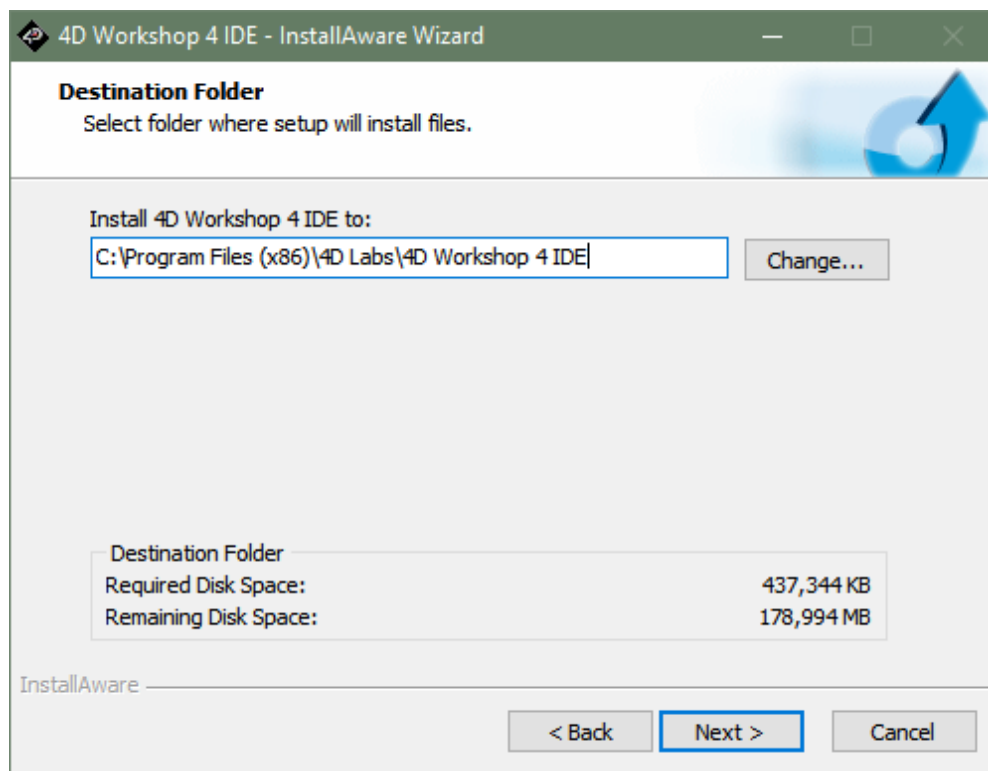 4D Workshop 4 IDE - InstallAware Wizard
Destination Folder
Select folder where setup will install files.
Install 4D Workshop 4 IDE to:
C:\Program Files (x86)\4D Labs\4D Workshop 4 IDE
Change...
Destination Folder
Required Disk Space: 437,344 KB
Remaining Disk Space: 178,994 MB
InstallAware
< Back Next > Cancel